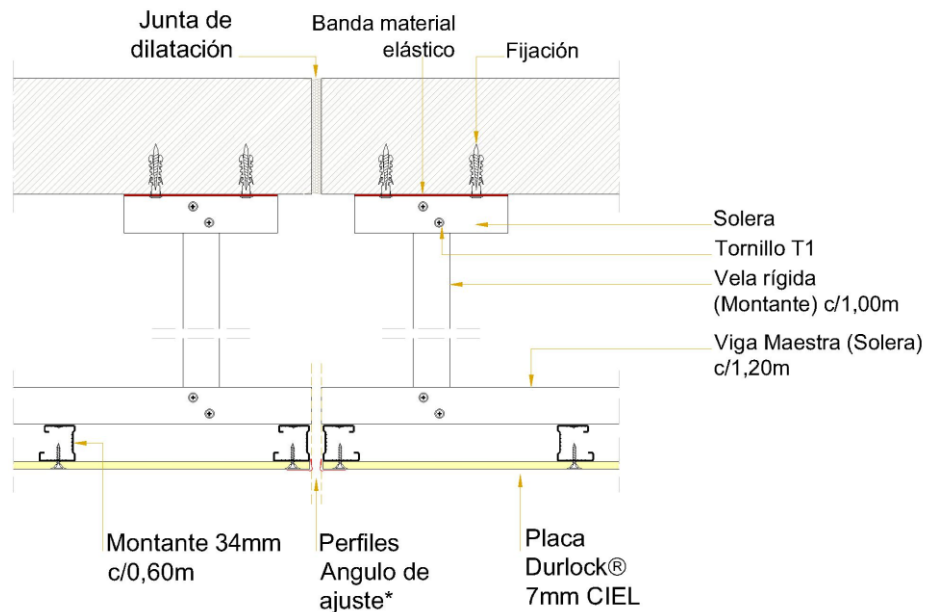 Junta de
dilatación
Banda material
elástico
Fijación
Solera
Tornillo T1
Vela rígida
(Montante) c/1,00m
Viga Maestra (Solera)
c/1,20m
Montante 34mm
c/0,60m
Perfiles
Angulo de
ajuste*
Placa
Durlock®
7mm CIEL